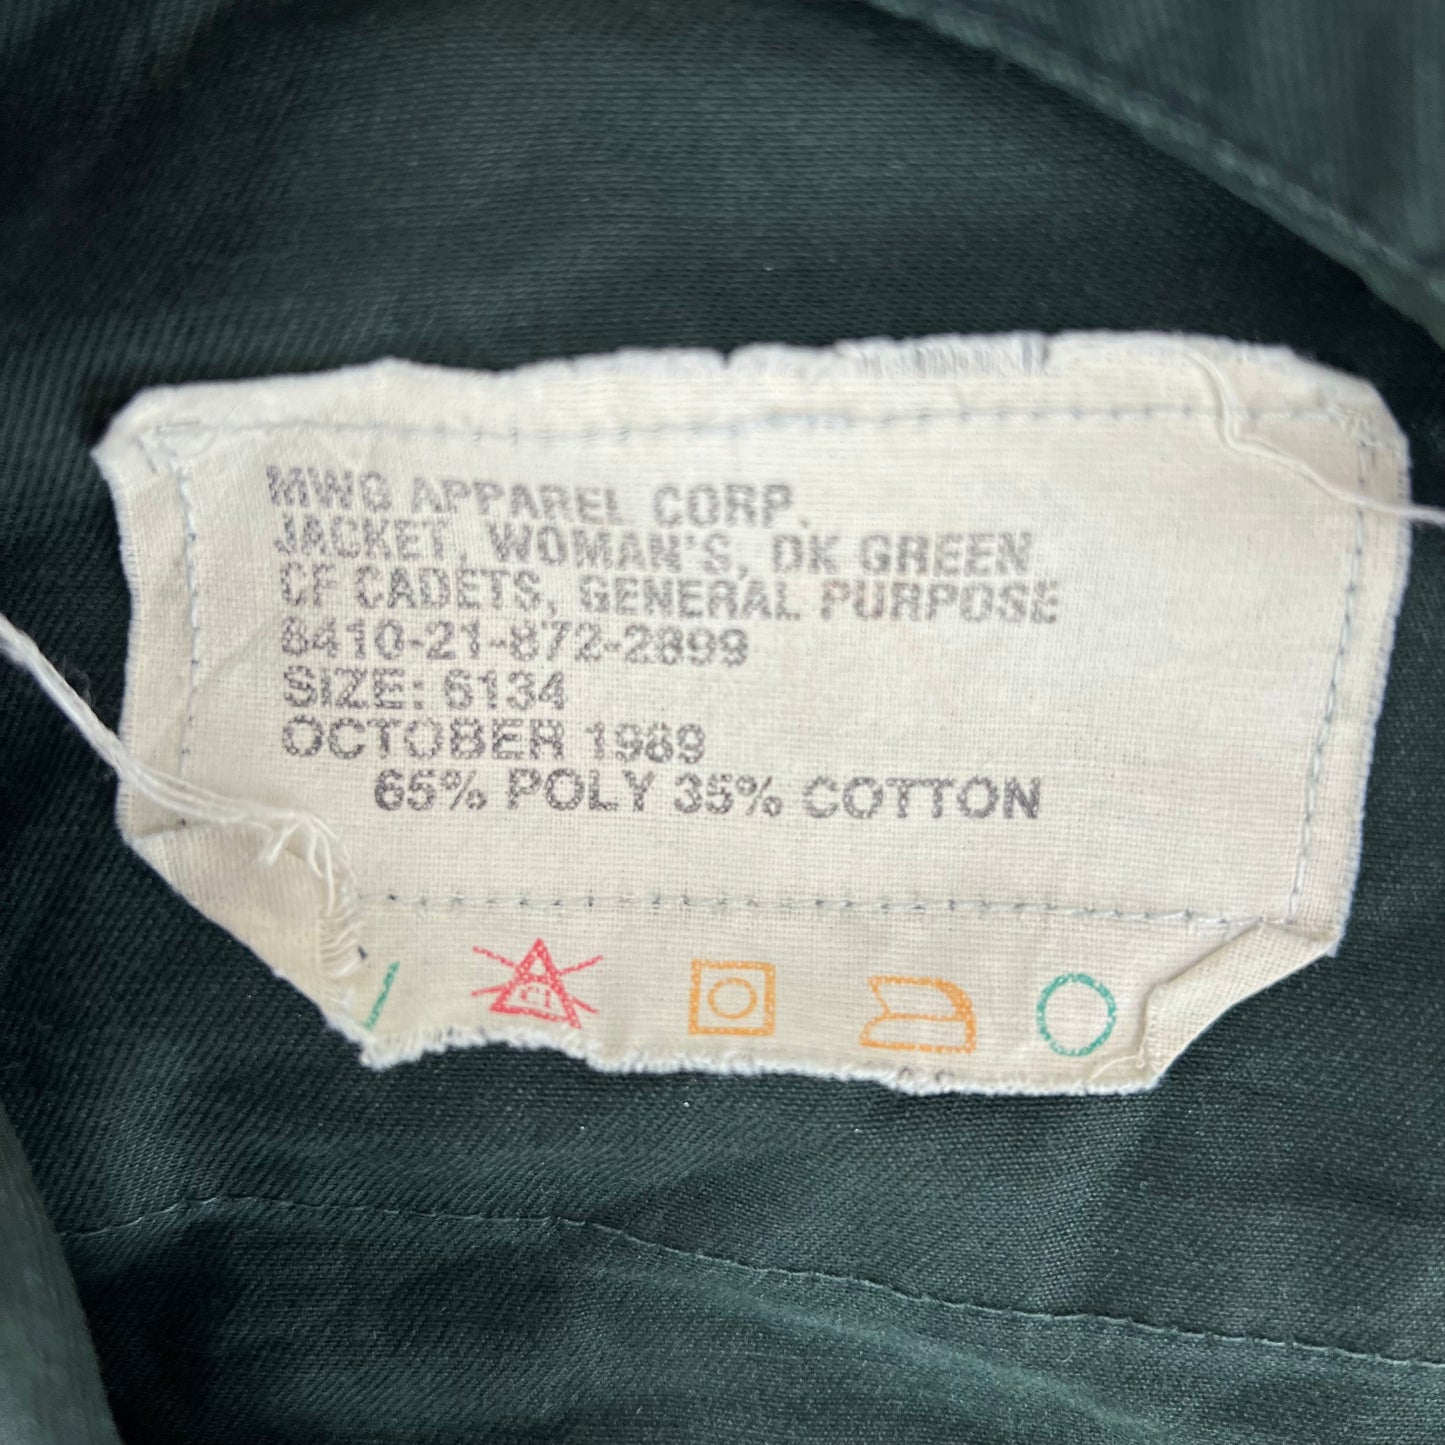 MWG APPAREL CORP.
JACKET, WOMAN'S, DK GREEN
CF CADETS, GENERAL PURPOSE
8410-21-872-2899
SIZE: 6134
OCTOBER 1989
65% POLY 35% COTTON
CL